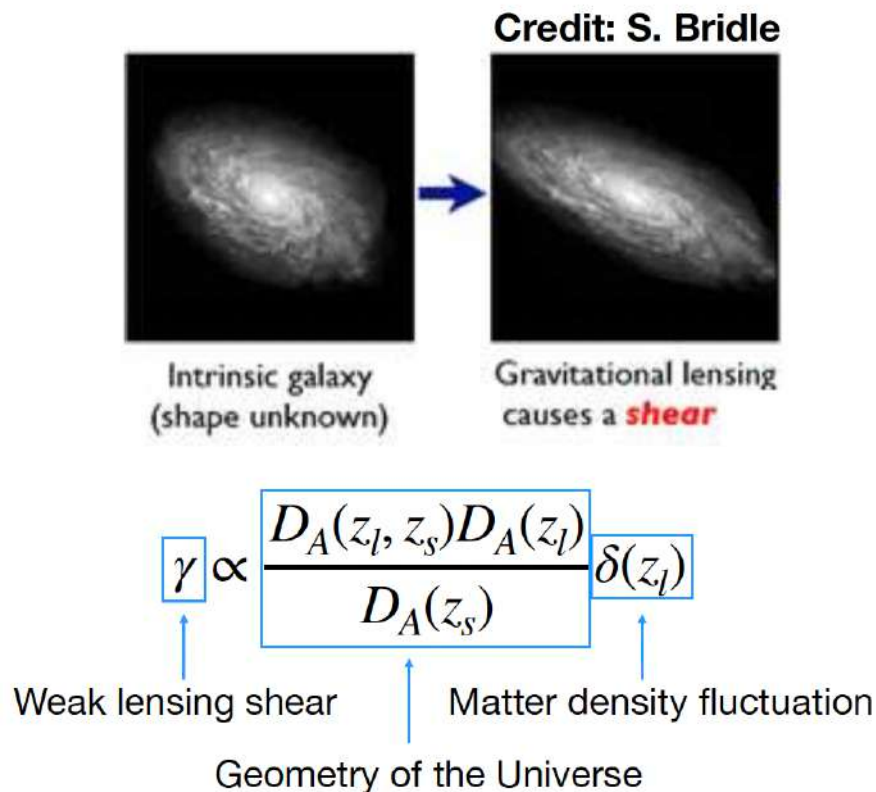 Credit: S. Bridle
Intrinsic galaxy
(shape unknown)
Gravitational lensing
causes a shear
γ ∝ \frac{D_A(z_l, z_s)D_A(z_l)}{D_A(z_s)} δ(z_l)
Weak lensing shear
Matter density fluctuation
Geometry of the Universe